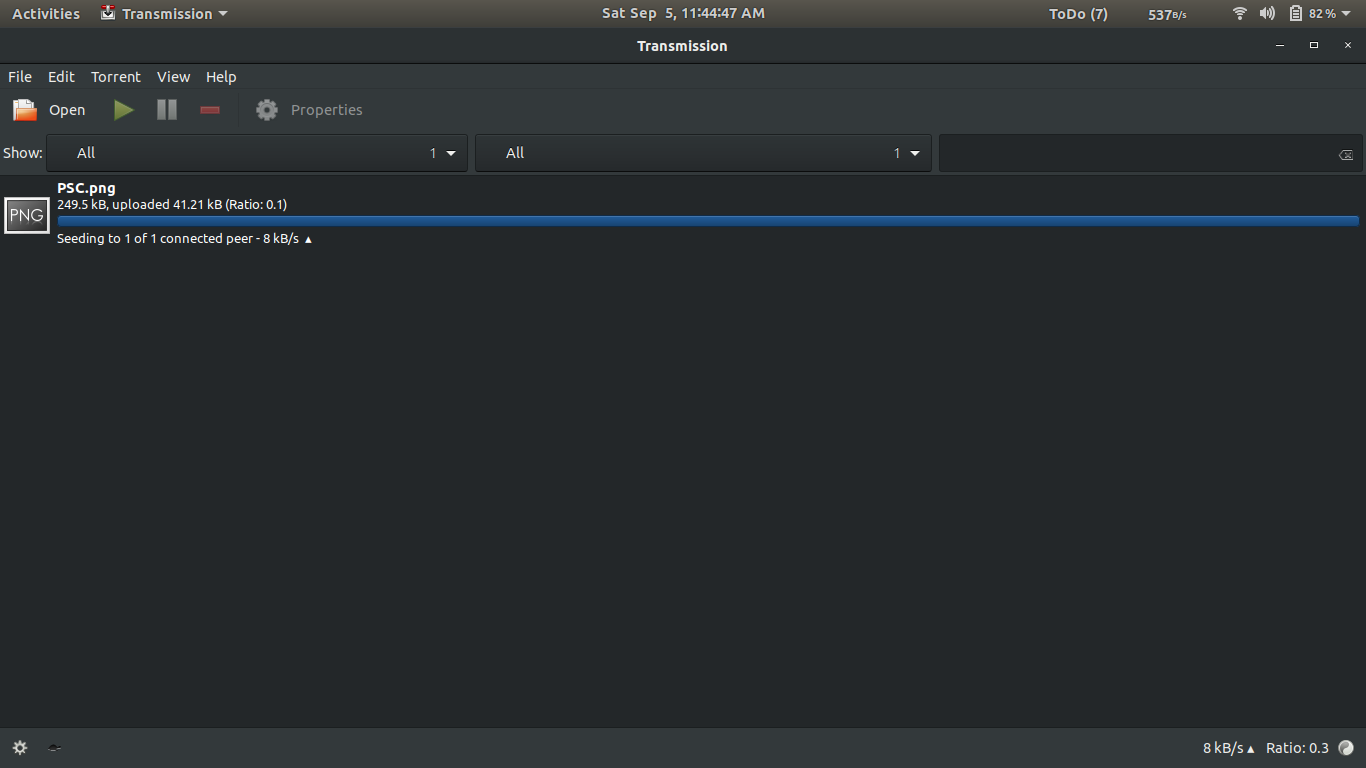 Activities Transmission Sat Sep 5, 11:44:47 AM ToDo (7) 537B/s 82%
Transmission
File Edit Torrent View Help
Open Properties
Show: All 1 All 1
PSC.png
249.5 kB, uploaded 41.21 kB (Ratio: 0.1)
PNG
Seeding to 1 of 1 connected peer - 8 kB/s ▲
8 kB/s ▲ Ratio: 0.3